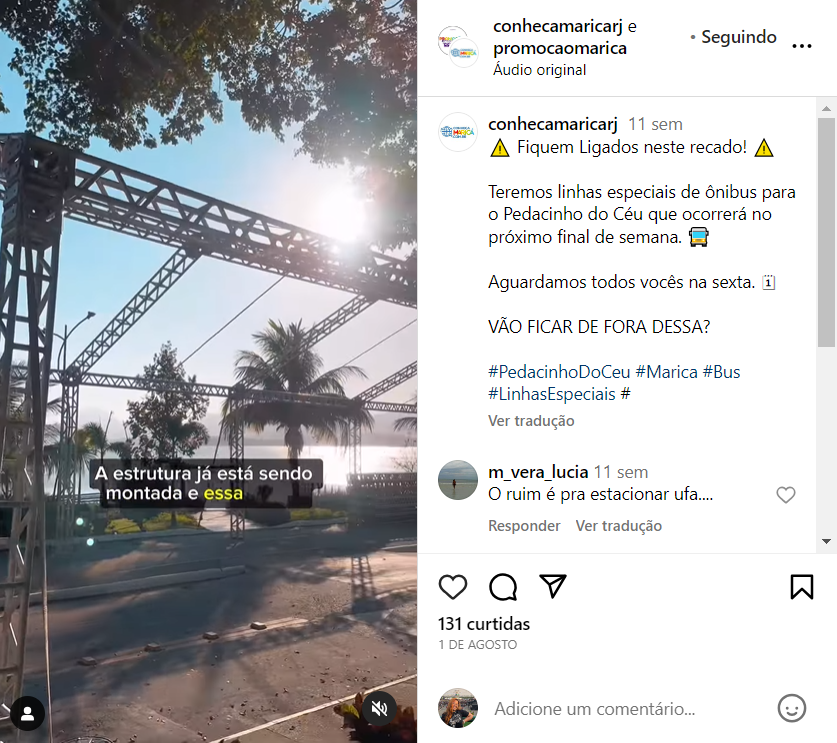 conhecamaricarj e
promocaomarica
• Seguindo
Áudio original
conhecamaricarj 11 sem
⚠️ Fiquem Ligados neste recado! ⚠️
Teremos linhas especiais de ônibus para
o Pedacinho do Céu que ocorrerá no
próximo final de semana. 🚍
Aguardamos todos vocês na sexta. 🗓️
VÃO FICAR DE FORA DESSA?
#PedacinhoDoCeu #Marica #Bus
#LinhasEspeciais #
Ver tradução
m_vera_lucia 11 sem
O ruim é pra estacionar ufa....
Responder Ver tradução
A estrutura já está sendo
montada e essa
131 curtidas
1 DE AGOSTO
Adicione um comentário...